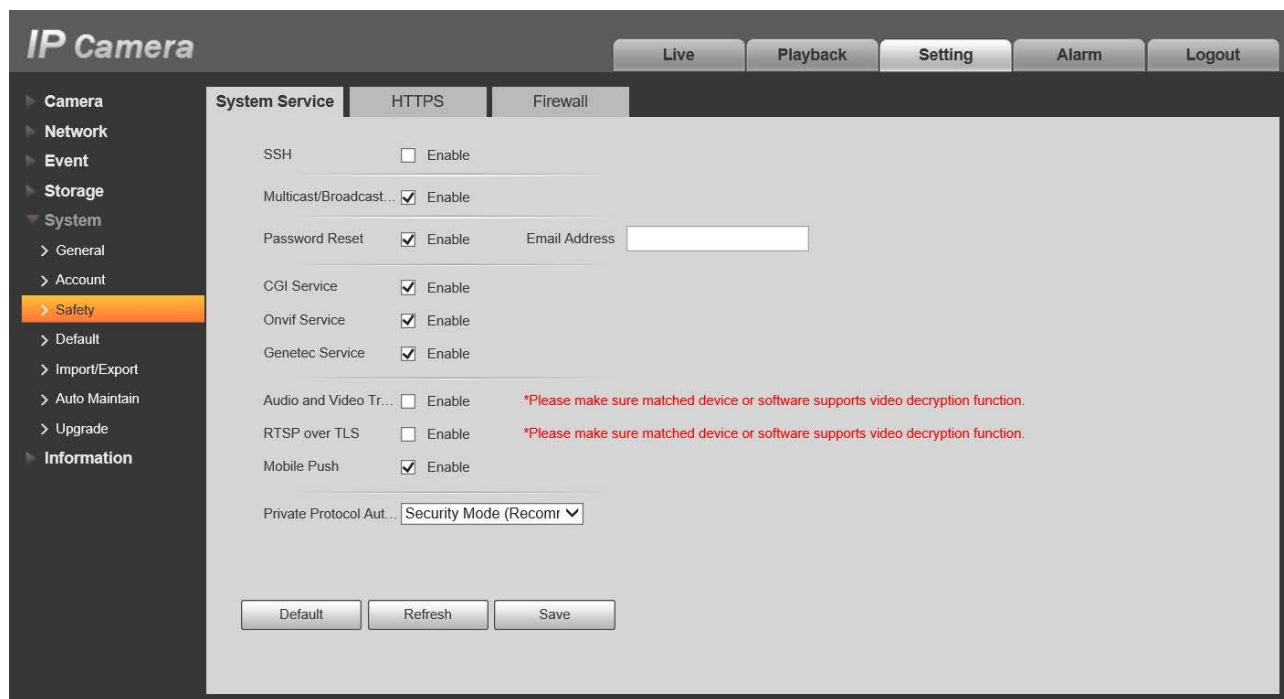 IP Camera
Live Playback Setting Alarm Logout
Camera
Network
Event
Storage
System
General
Account
Safety
Default
Import/Export
Auto Maintain
Upgrade
Information
System Service HTTPS Firewall
SSH Enable
Multicast/Broadcast... Enable
Password Reset Enable Email Address
CGI Service Enable
Onvif Service Enable
Genetec Service Enable
Audio and Video Tr... Enable *Please make sure matched device or software supports video decryption function.
RTSP over TLS Enable *Please make sure matched device or software supports video decryption function.
Mobile Push Enable
Private Protocol Aut... Security Mode (Recomr
Default Refresh Save